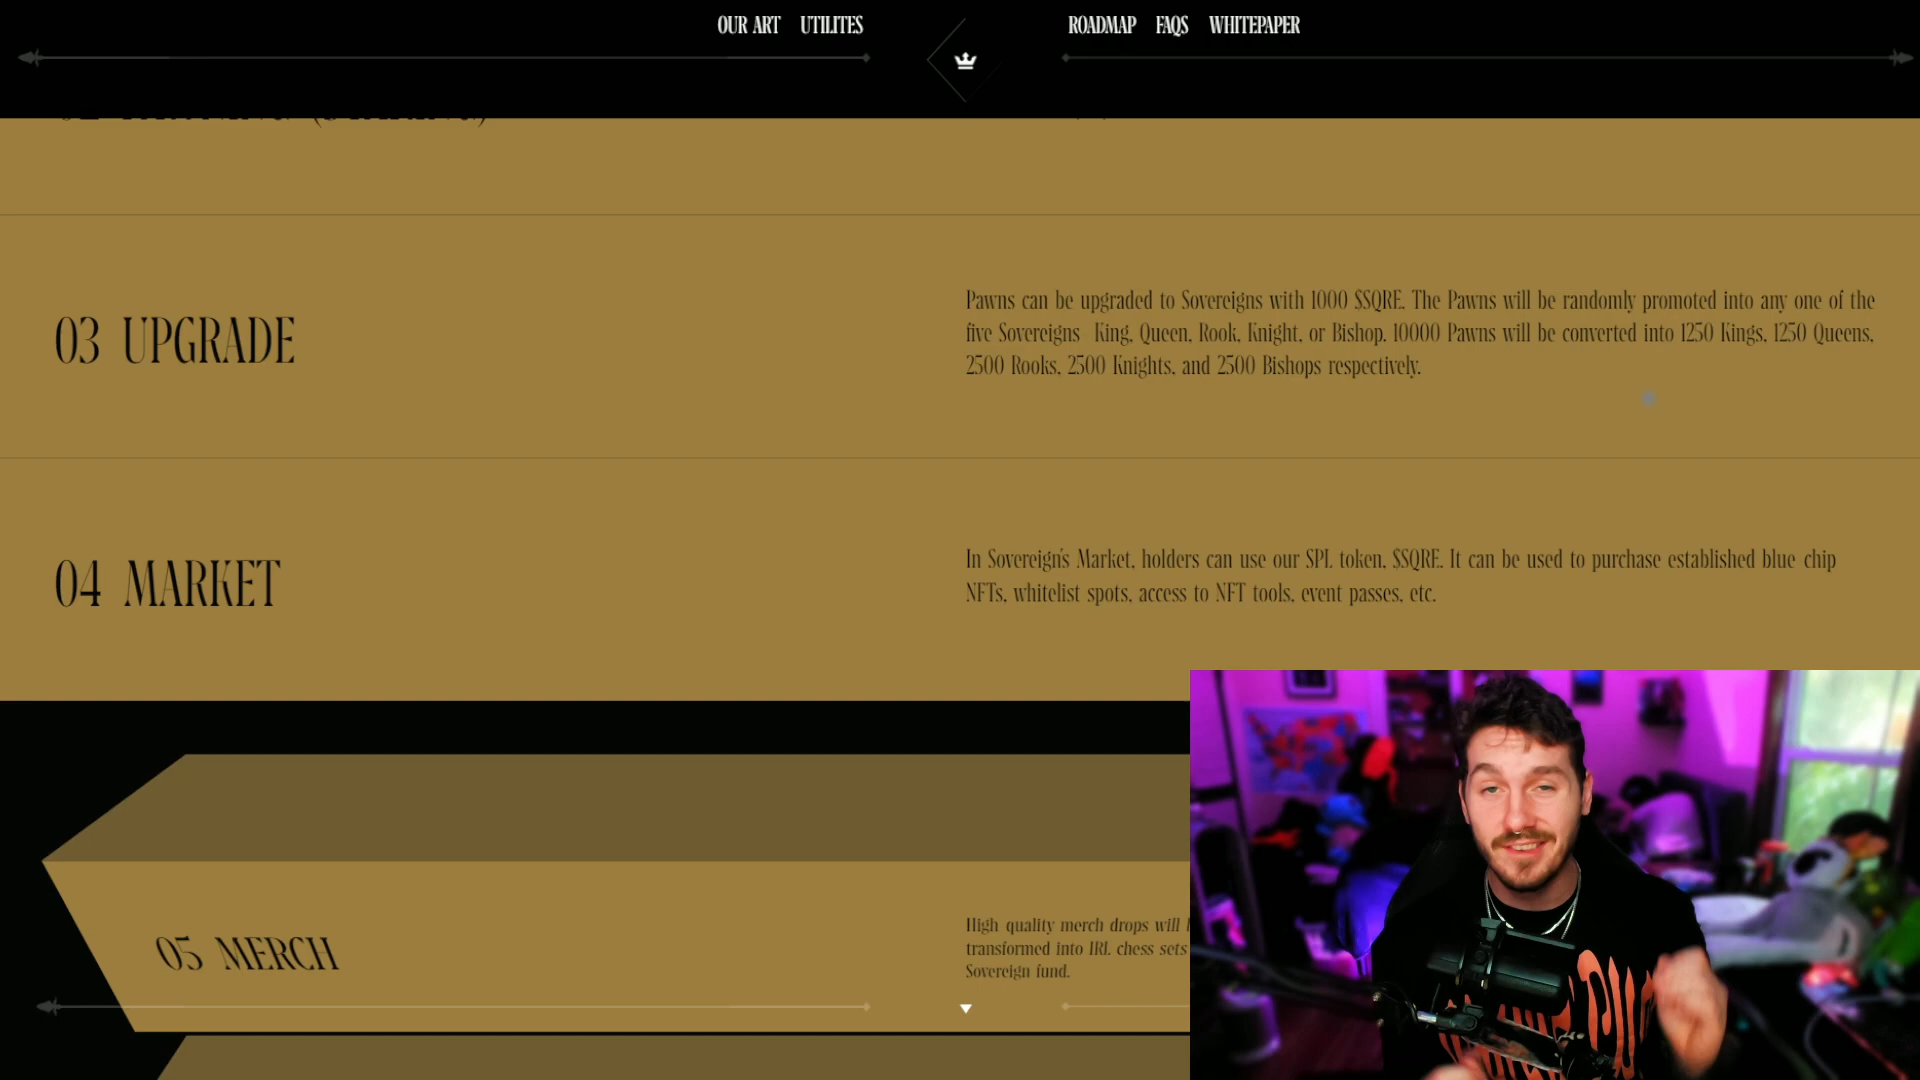 OUR ART UTILITES ROADMAP FAQS WHITEPAPER
03 UPGRADE
Pawns can be upgraded to Sovereigns with 1000 $SQRE. The Pawns will be randomly promoted into any one of the
five Sovereigns King, Queen, Rook, Knight, or Bishop. 10000 Pawns will be converted into 1250 Kings, 1250 Queens,
2500 Rooks, 2500 Knights, and 2500 Bishops respectively.
04 MARKET
In Sovereign's Market, holders can use our SPL token, $SQRE. It can be used to purchase established blue chip
NFTs, whitelist spots, access to NFT tools, event passes, etc.
05 MERCH
High quality merch drops will
transformed into IRL chess sets
Sovereign fund.